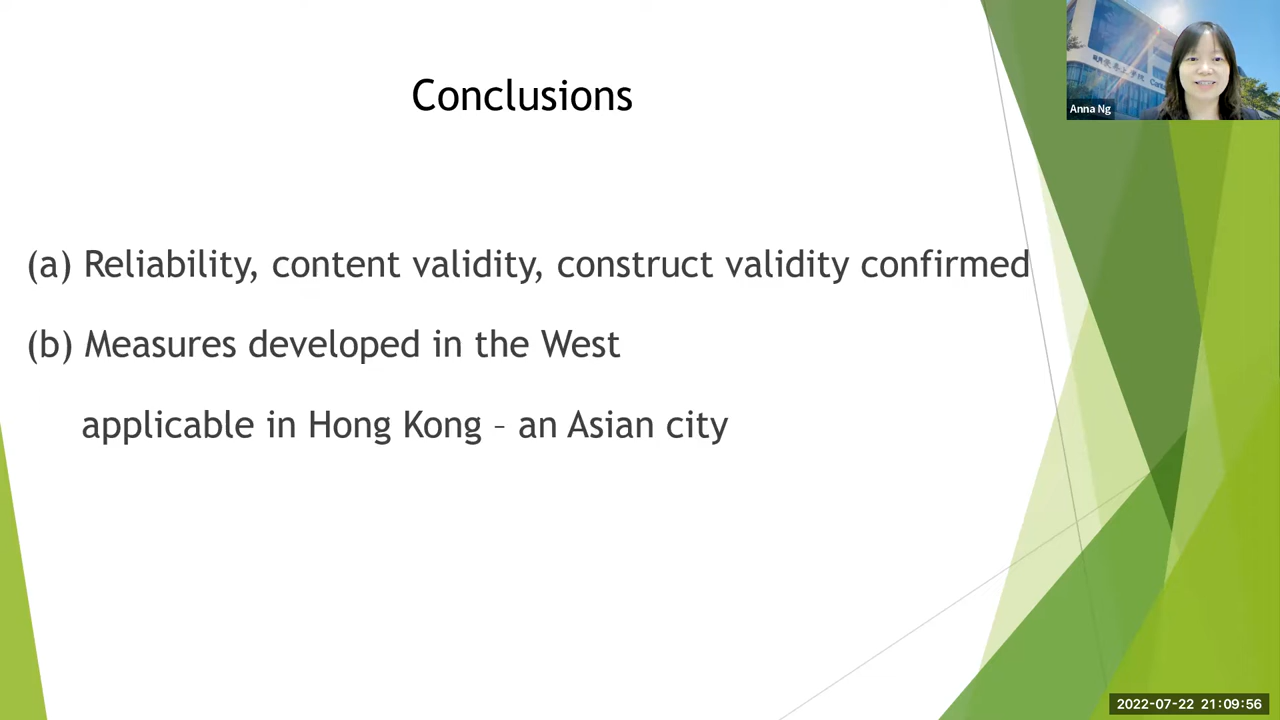 Conclusions
Anna Ng
(a) Reliability, content validity, construct validity confirmed
(b) Measures developed in the West
applicable in Hong Kong – an Asian city
2022-07-22 21:09:56